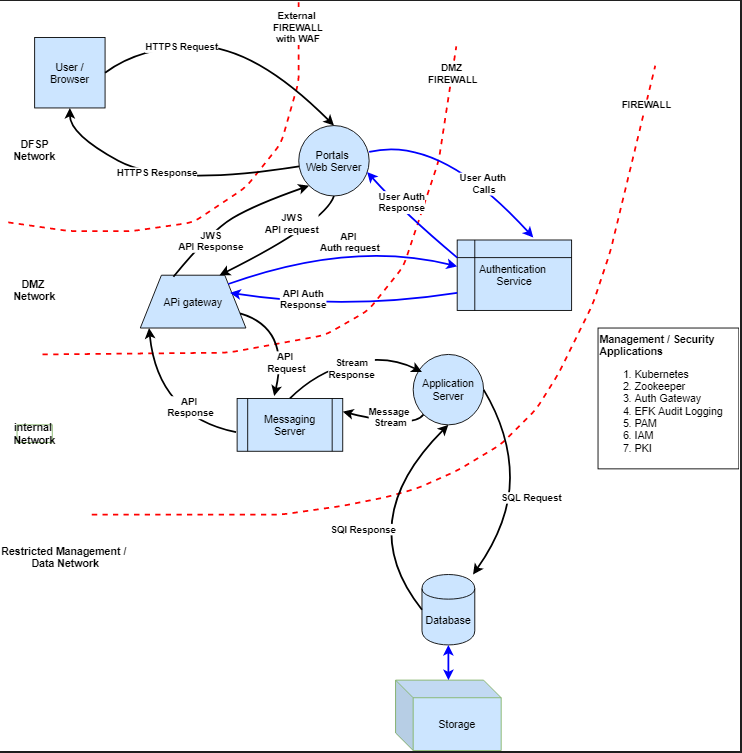 External
FIREWALL
with WAF
HTTPS Request
User /
Browser
DMZ
FIREWALL
FIREWALL
DFSP
Network
Portals
Web Server
HTTPS Response
User Auth
Calls
User Auth
Response
JWS
API request
JWS
API Response
API
Auth request
Authentication
Service
DMZ
Network
APi gateway
API Auth
Response
Management / Security
Applications
1. Kubernetes
2. Zookeeper
3. Auth Gateway
4. EFK Audit Logging
5. PAM
6. IAM
7. PKI
API
Request
Stream
Response
Application
Server
API
Response
Messaging
Server
Message
Stream
internal
Network
SQL Request
SQl Response
Restricted Management /
Data Network
Database
Storage